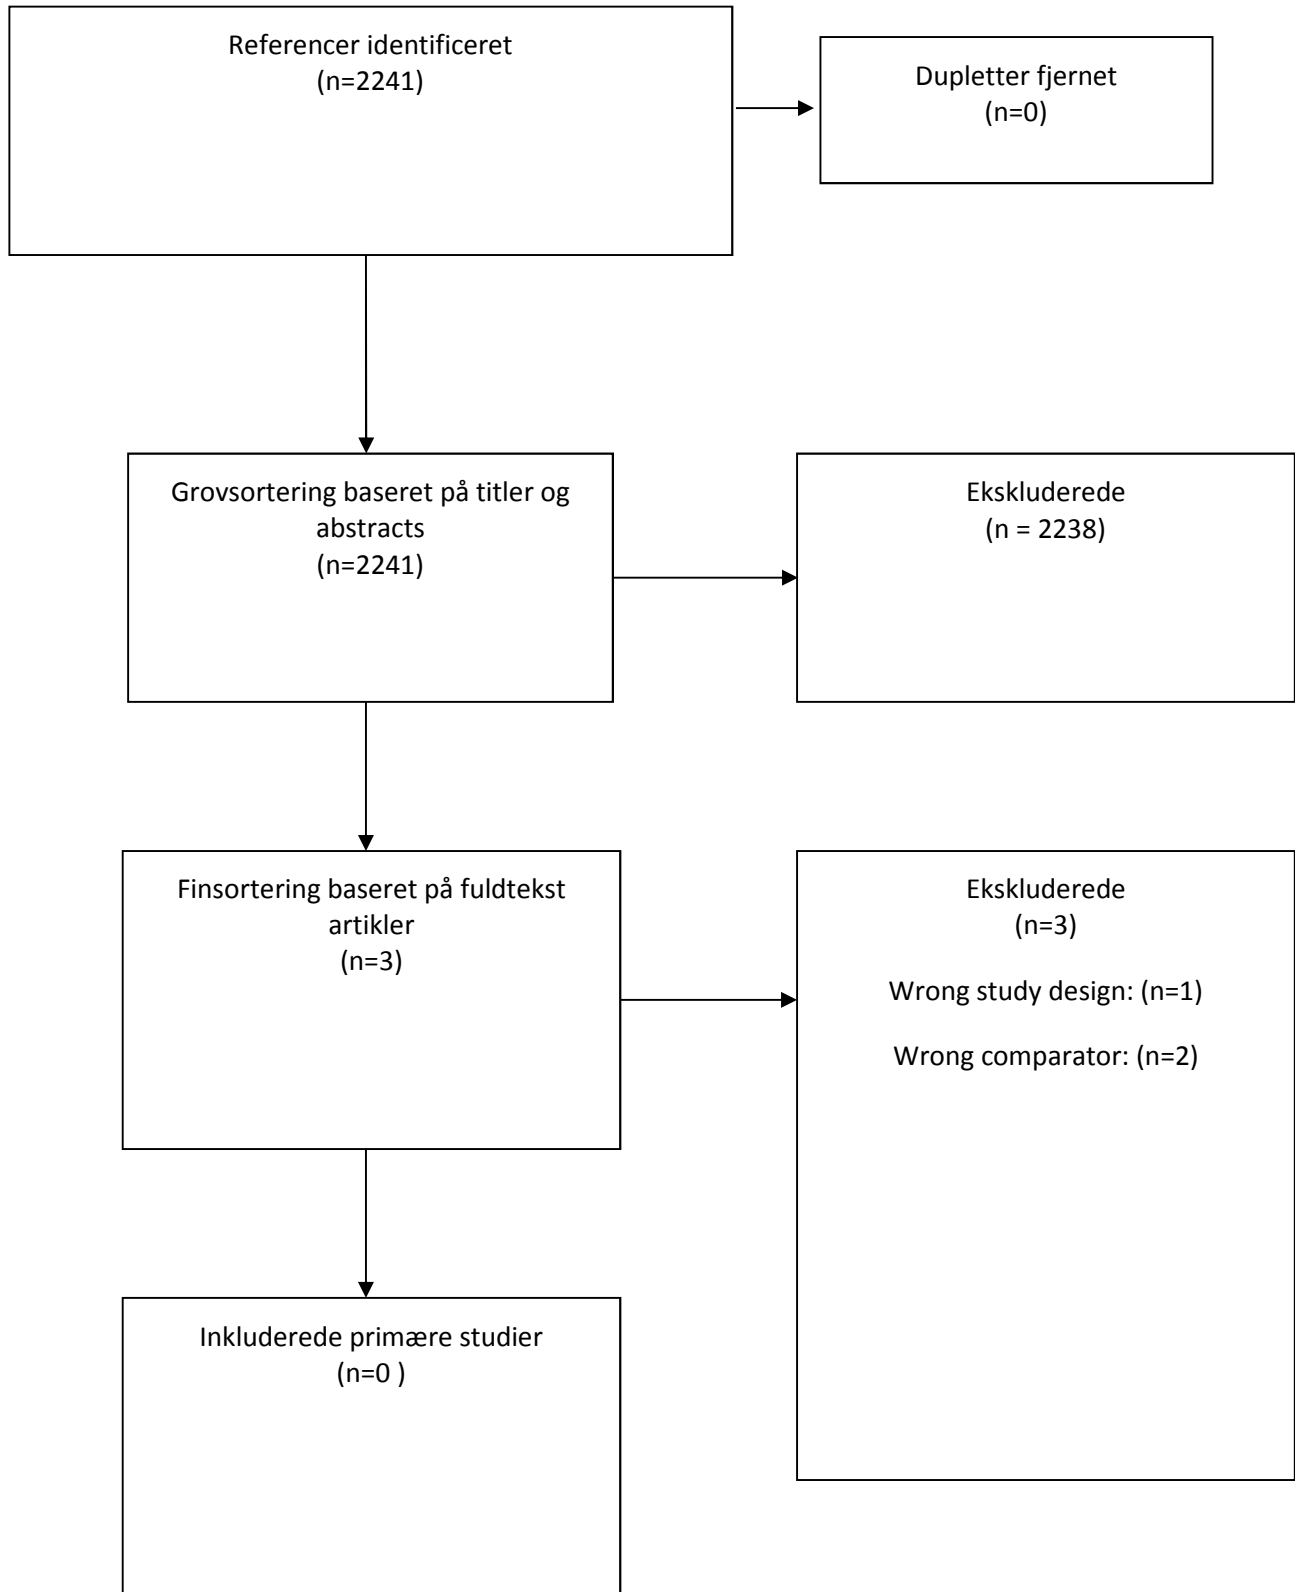 Referencer identificeret
(n=2241)
Dupletter fjernet
(n=0)
Grovsortering baseret på titler og
abstracts
(n=2241)
Ekskluderede
(n = 2238)
Finsortering baseret på fuldtekst
artikler
(n=3)
Ekskluderede
(n=3)
Wrong study design: (n=1)
Wrong comparator: (n=2)
Inkluderede primære studier
(n=0 )